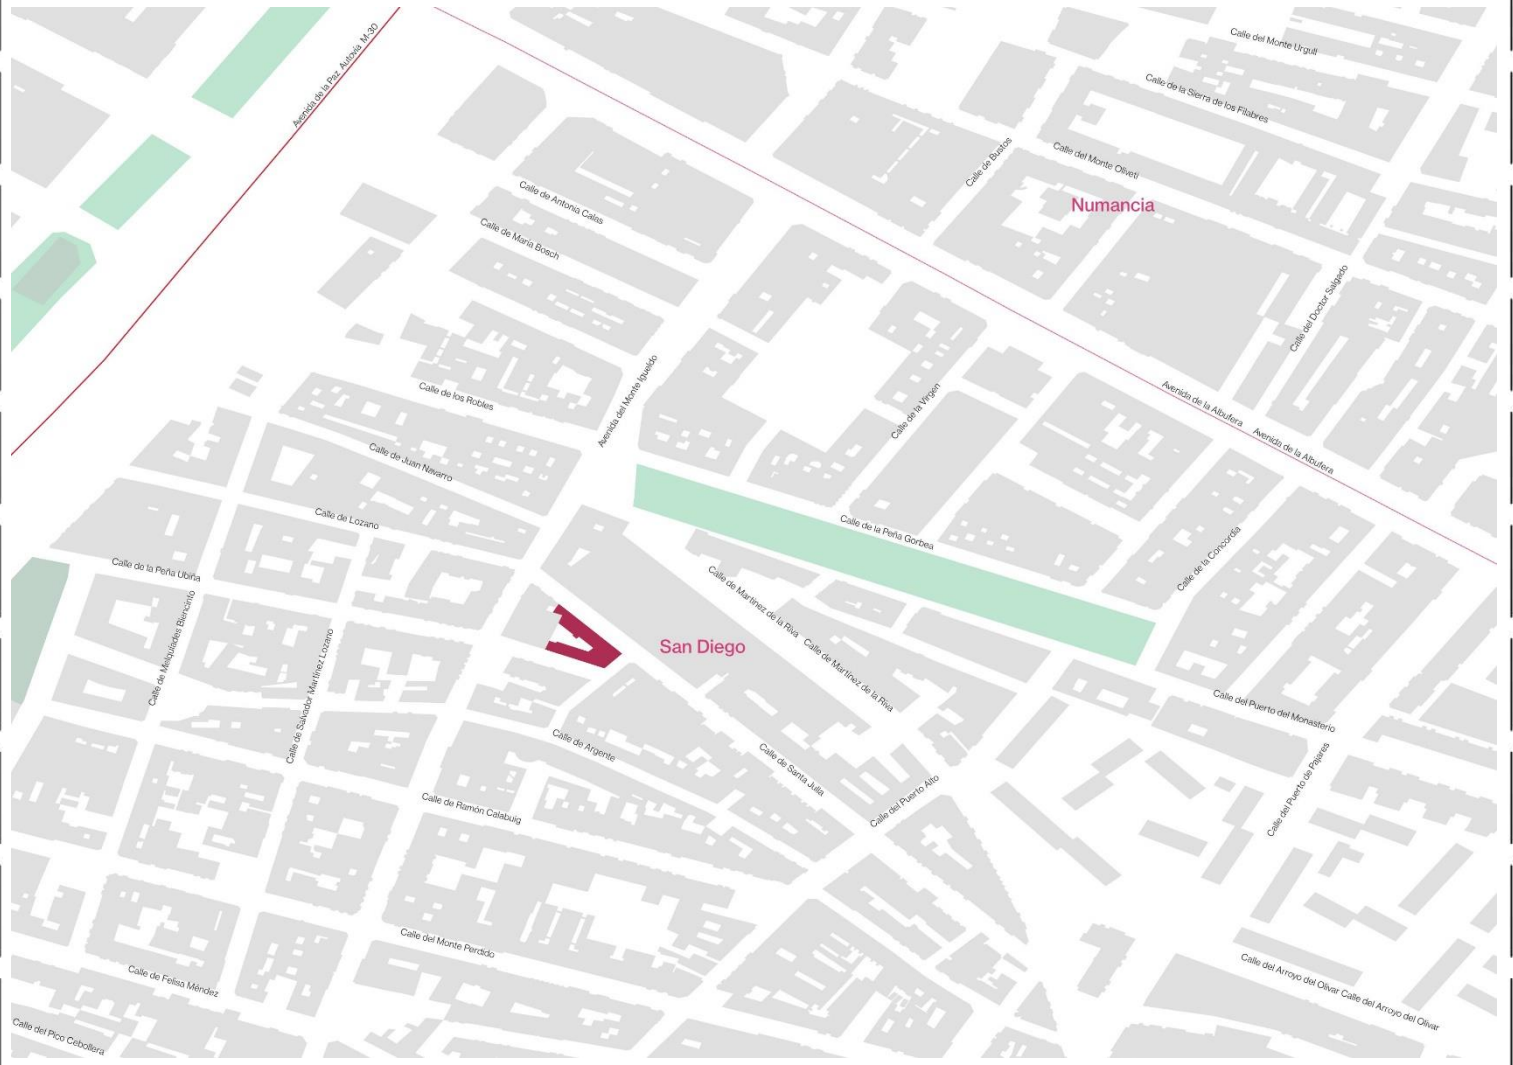 Calle del Monte Urgull
Avenida de la Paz Autovía M-30
Calle de la Sierra de los Filabres
Calle de Bustos
Calle del Monte Oliveti
Numancia
Calle de Antonia Calas
Calle de María Bosch
Calle del Doctor Salgado
Avenida del Monte Igueldo
Calle de los Robles
Calle de la Virgen
Avenida de la Albufera
Avenida de la Albufera
Calle de Juan Navarro
Calle de Lozano
Calle de la Peña Gorbea
Calle de la Concordia
Calle de la Peña Ubiña
Calle de Martínez de la Riva
Calle de Martínez de la Riva
Calle de Melquiades Biencinto
Calle de Salvador Martínez Lozano
San Diego
Calle del Puerto del Monasterio
Calle de Argente
Calle de Santa Julia
Calle del Puerto Alto
Calle del Puerto de Pajares
Calle de Ramón Calabuig
Calle del Monte Perdido
Calle de Felisa Méndez
Calle del Arroyo del Olivar Calle del Arroyo del Olivar
Calle del Pico Cebollera